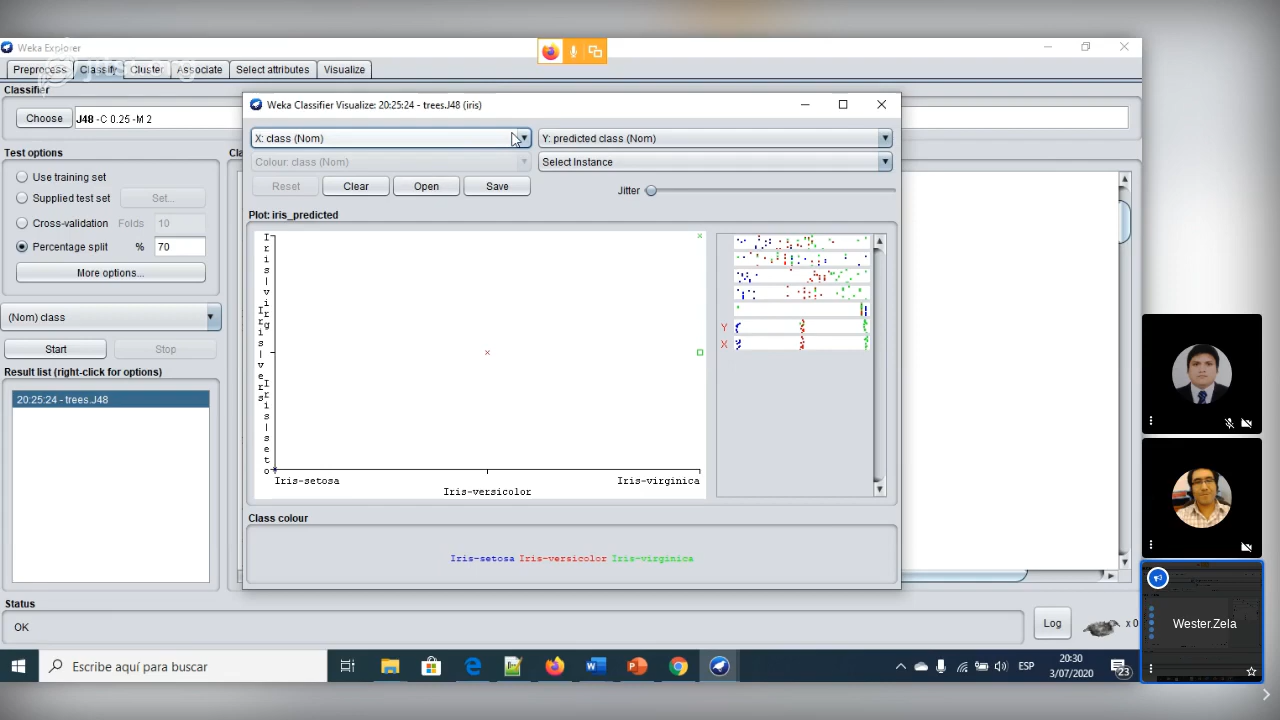 Weka Explorer
Preprocess Classify Cluster Associate Select attributes Visualize
Classifier
Choose J48 -C 0.25 -M 2
Test options
Use training set
Supplied test set Set...
Cross-validation Folds 10
Percentage split % 70
More options...
(Nom) class
Start Stop
Result list (right-click for options)
20:25:24 - trees.J48
Weka Classifier Visualize: 20:25:24 - trees.J48 (iris)
X: class (Nom) Y: predicted class (Nom)
Colour: class (Nom) Select Instance
Reset Clear Open Save Jitter
Plot: iris_predicted
Y
X
Iris-setosa Iris-versicolor Iris-virginica
Class colour
Iris-setosa Iris-versicolor Iris-virginica
Status
OK
Log x 0
Wester.Zela
Escribe aquí para buscar
ESP
20:30
3/07/2020
23